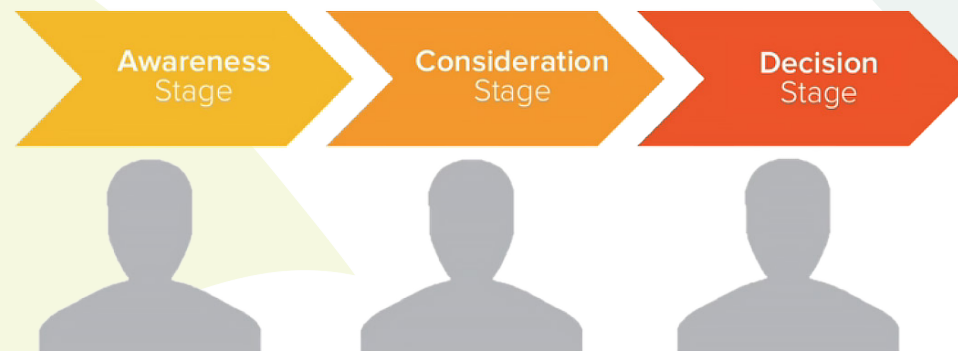 Awareness
Stage
Consideration
Stage
Decision
Stage